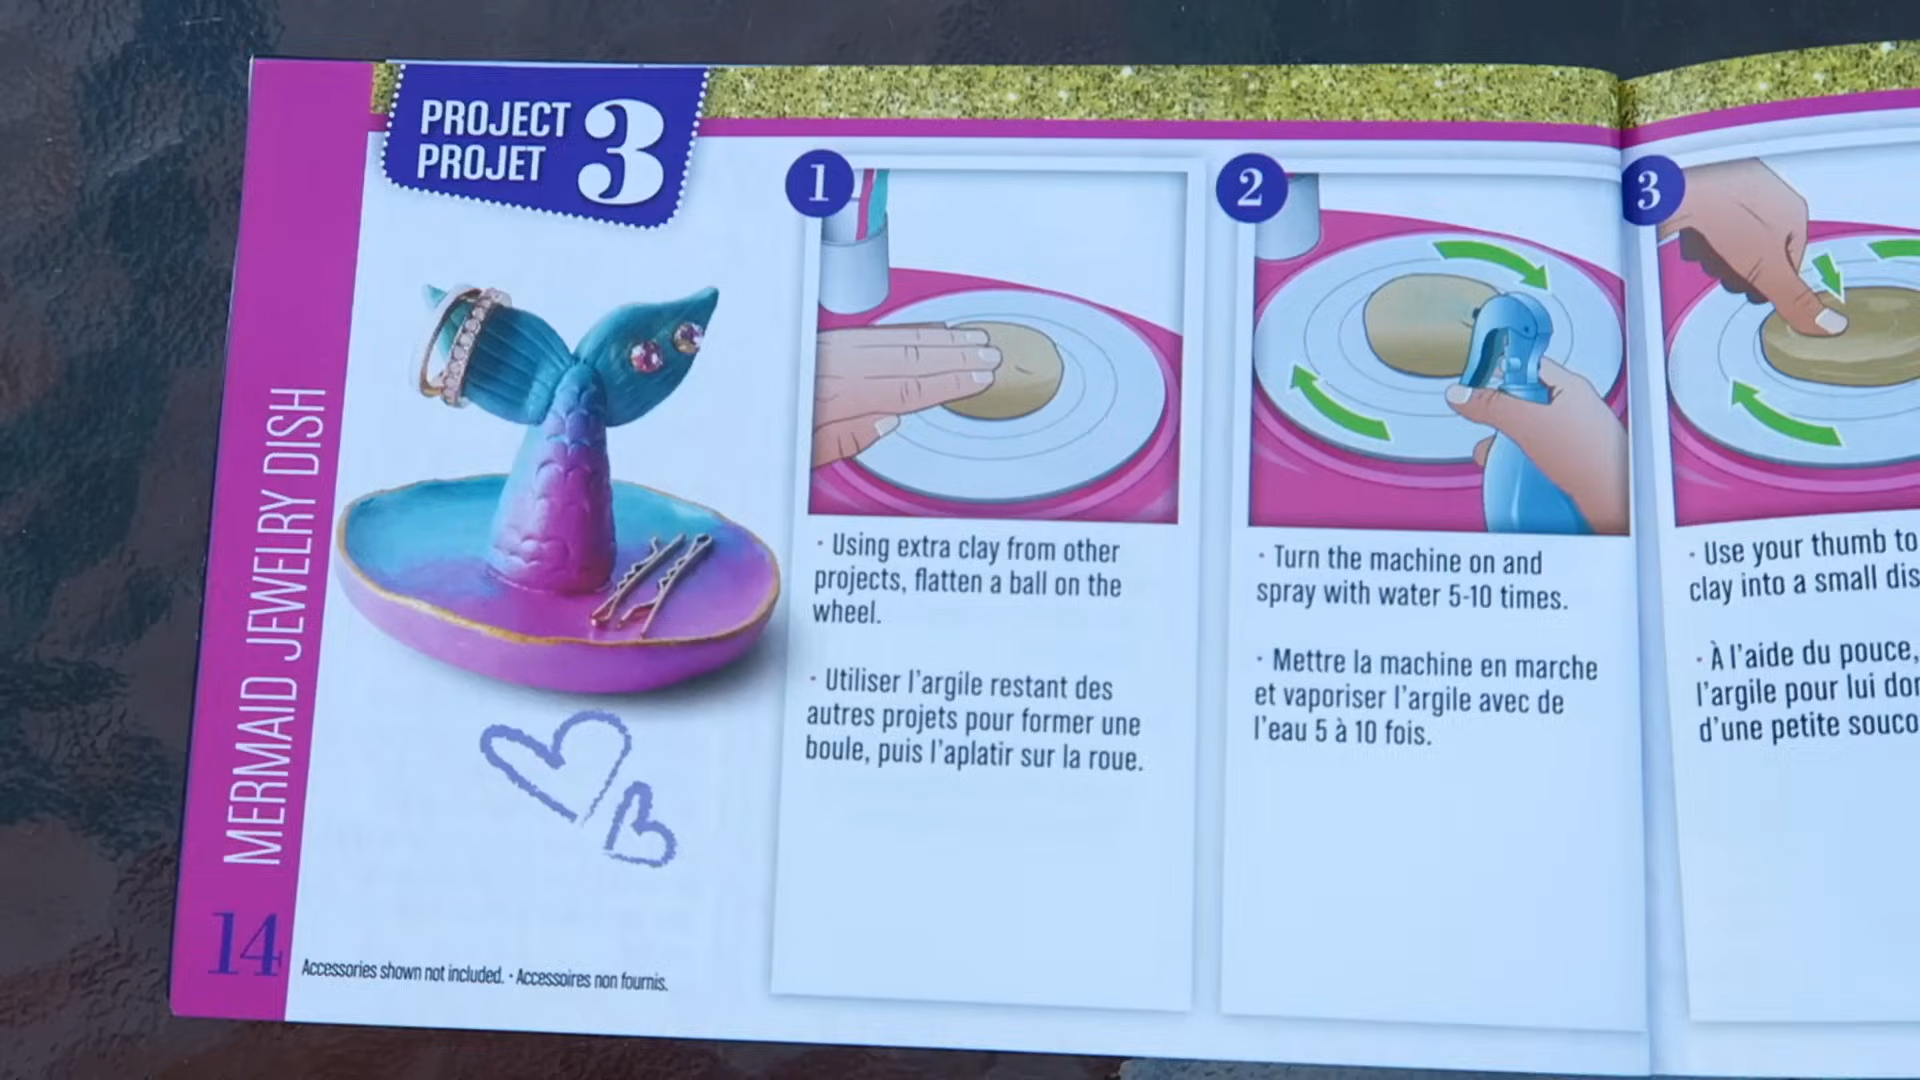 PROJECT
PROJET
3
MERMAID JEWELRY DISH
14
Accessories shown not included. · Accessoires non fournis.
1
· Using extra clay from other
projects, flatten a ball on the
wheel.
· Utiliser l'argile restant des
autres projets pour former une
boule, puis l'aplatir sur la roue.
2
· Turn the machine on and
spray with water 5-10 times.
· Mettre la machine en marche
et vaporiser l'argile avec de
l'eau 5 à 10 fois.
3
· Use your thumb to
clay into a small
· À l'aide du pouce,
l'argile pour lui
d'une petite